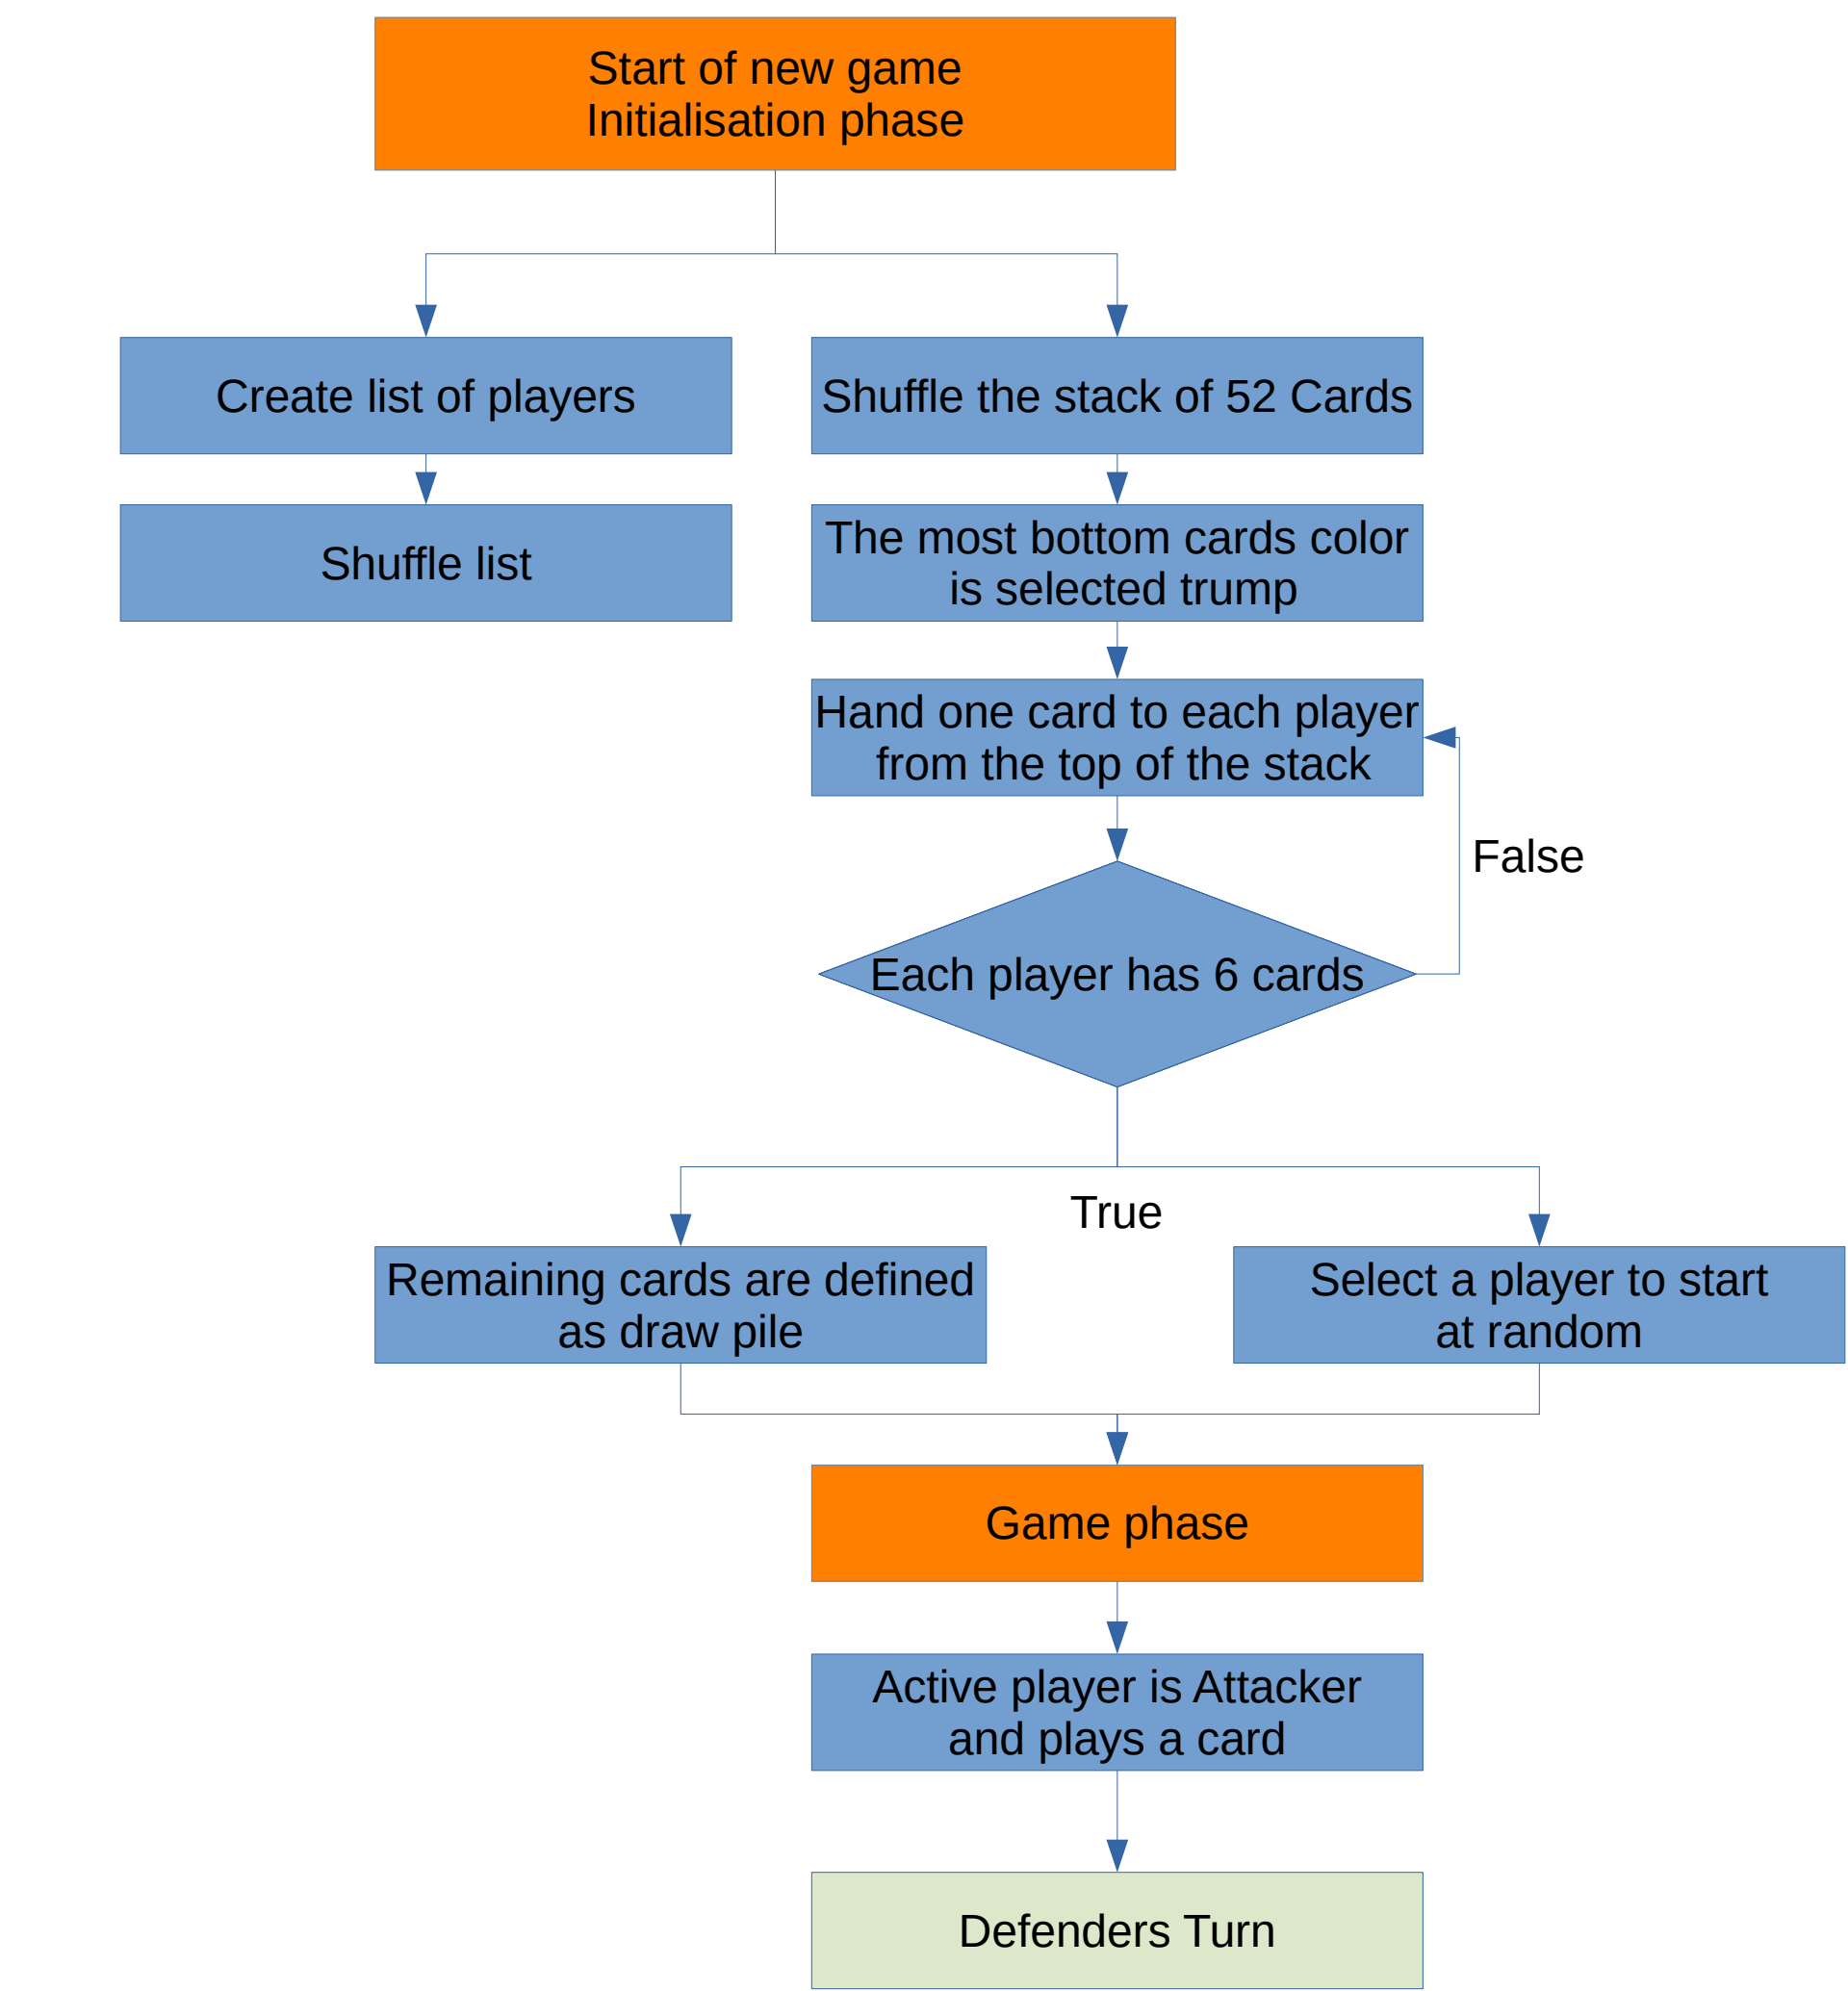 Start of new game
Initialisation phase
Create list of players
Shuffle the stack of 52 Cards
Shuffle list
The most bottom cards color
is selected trump
Hand one card to each player
from the top of the stack
False
Each player has 6 cards
True
Remaining cards are defined
as draw pile
Select a player to start
at random
Game phase
Active player is Attacker
and plays a card
Defenders Turn